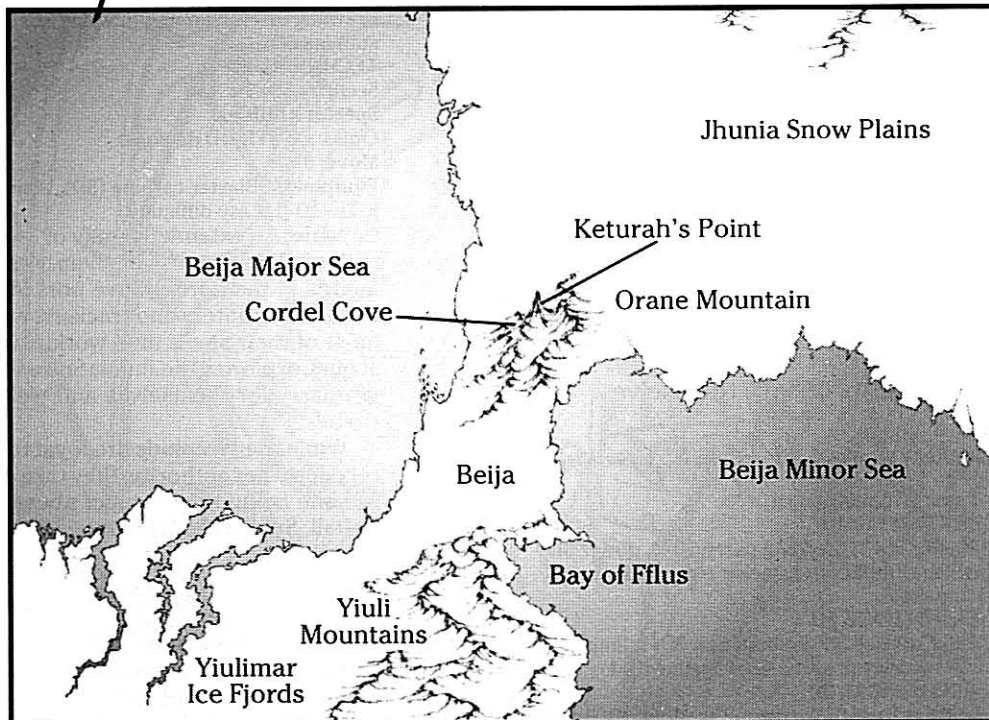 Jhunia Snow Plains
Keturah's Point
Beija Major Sea
Orane Mountain
Cordel Cove
Beija
Beija Minor Sea
Bay of Fflus
Yiuli
Mountains
Yiulimar
Ice Fjords